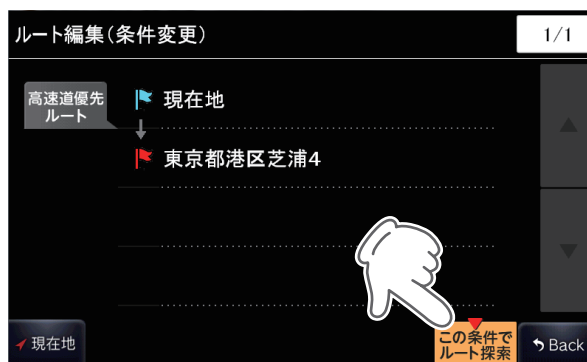 ルート編集(条件変更)
1/1
高速道優先
ルート
現在地
東京都港区芝浦4
現在地
この条件で
ルート探索
Back